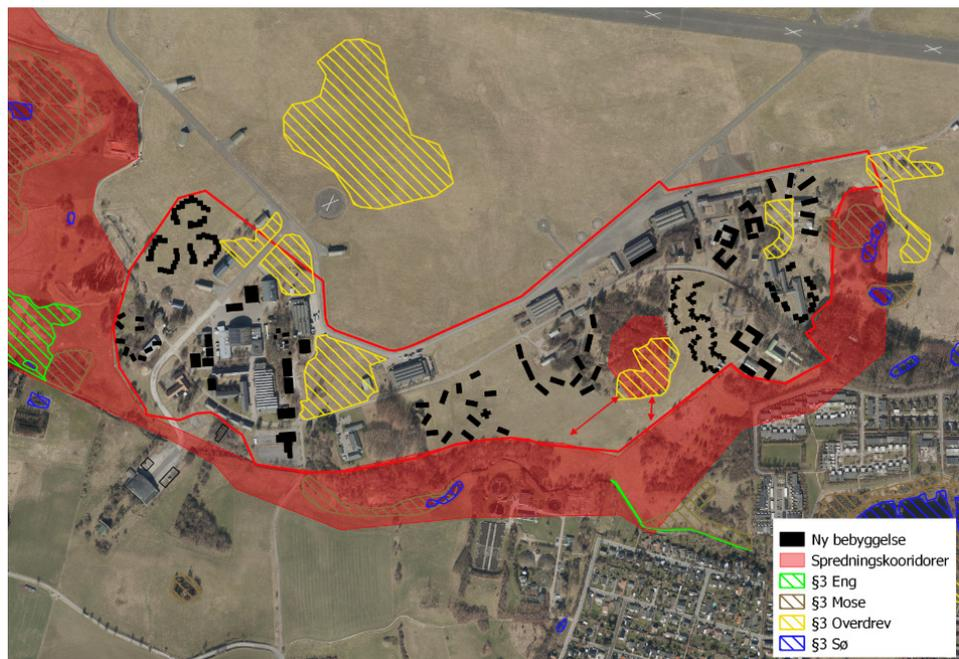 Ny bebyggelse
Spredningskooridorer
§3 Eng
§3 Mose
§3 Overdrev
§3 Sø